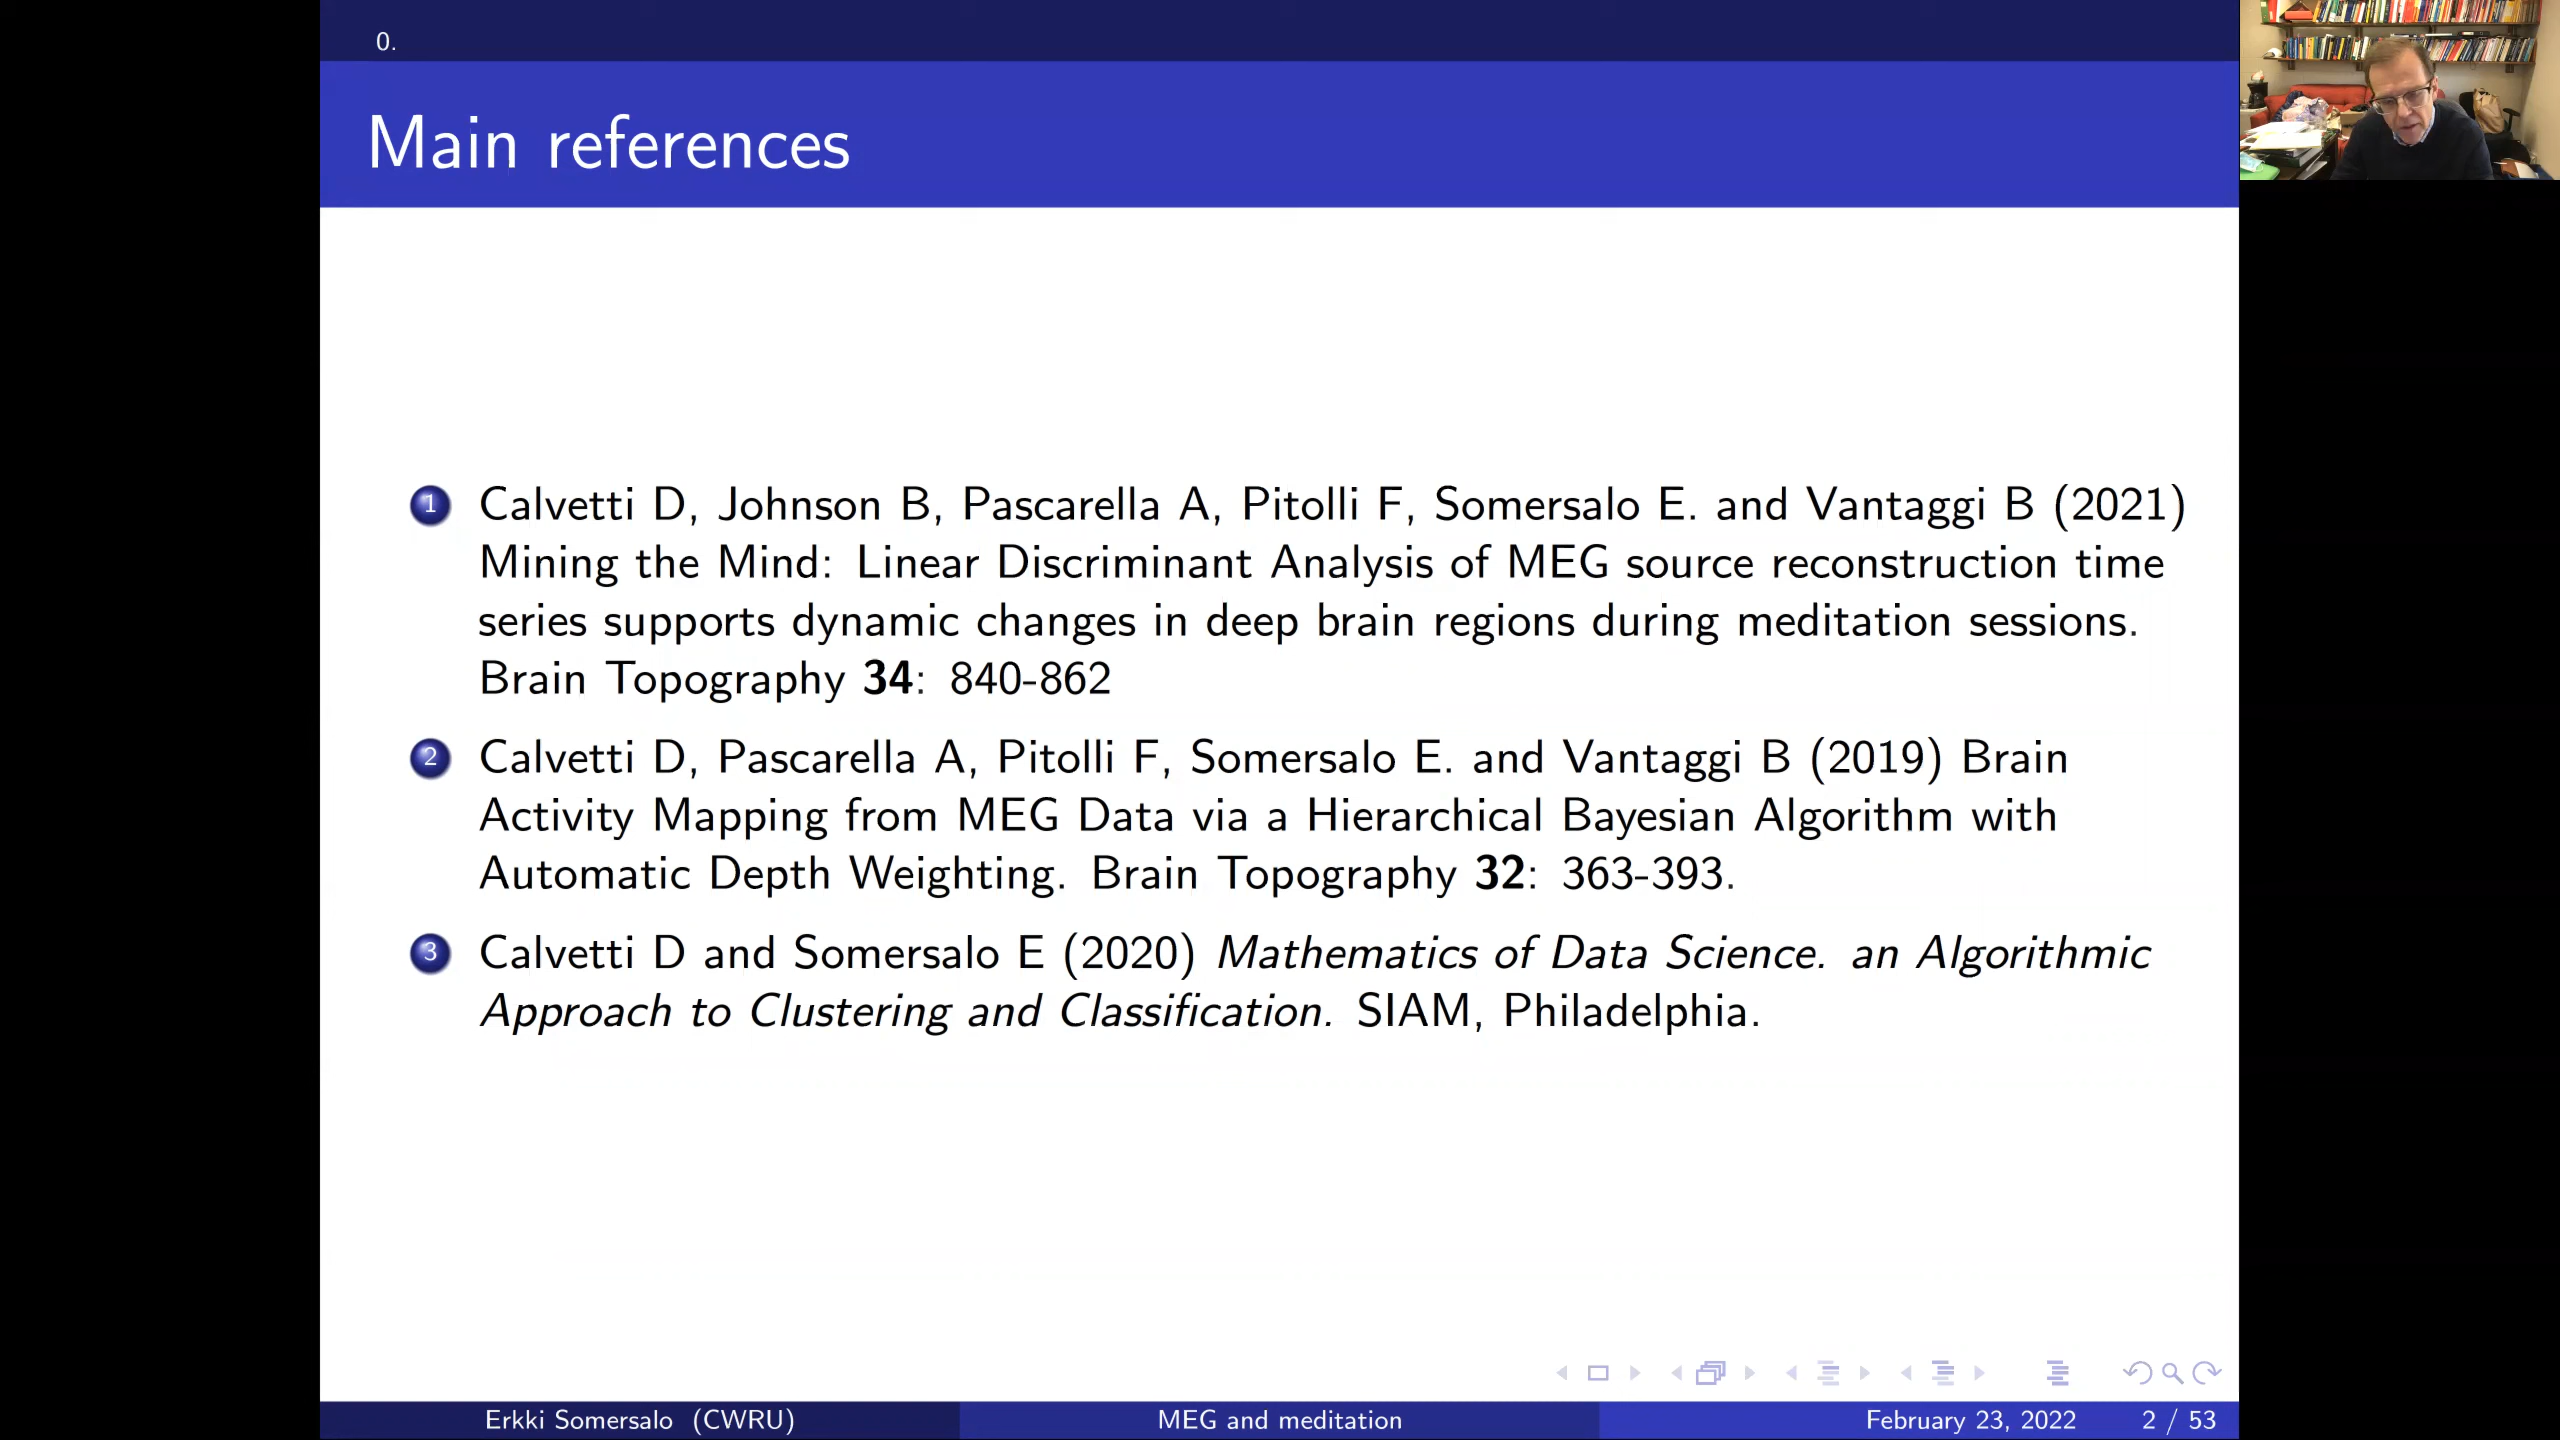 0.
Main references
1 Calvetti D, Johnson B, Pascarella A, Pitolli F, Somersalo E. and Vantaggi B (2021)
Mining the Mind: Linear Discriminant Analysis of MEG source reconstruction time
series supports dynamic changes in deep brain regions during meditation sessions.
Brain Topography 34: 840-862
2 Calvetti D, Pascarella A, Pitolli F, Somersalo E. and Vantaggi B (2019) Brain
Activity Mapping from MEG Data via a Hierarchical Bayesian Algorithm with
Automatic Depth Weighting. Brain Topography 32: 363-393.
3 Calvetti D and Somersalo E (2020) Mathematics of Data Science. an Algorithmic
Approach to Clustering and Classification. SIAM, Philadelphia.
Erkki Somersalo (CWRU) MEG and meditation February 23, 2022 2 / 53